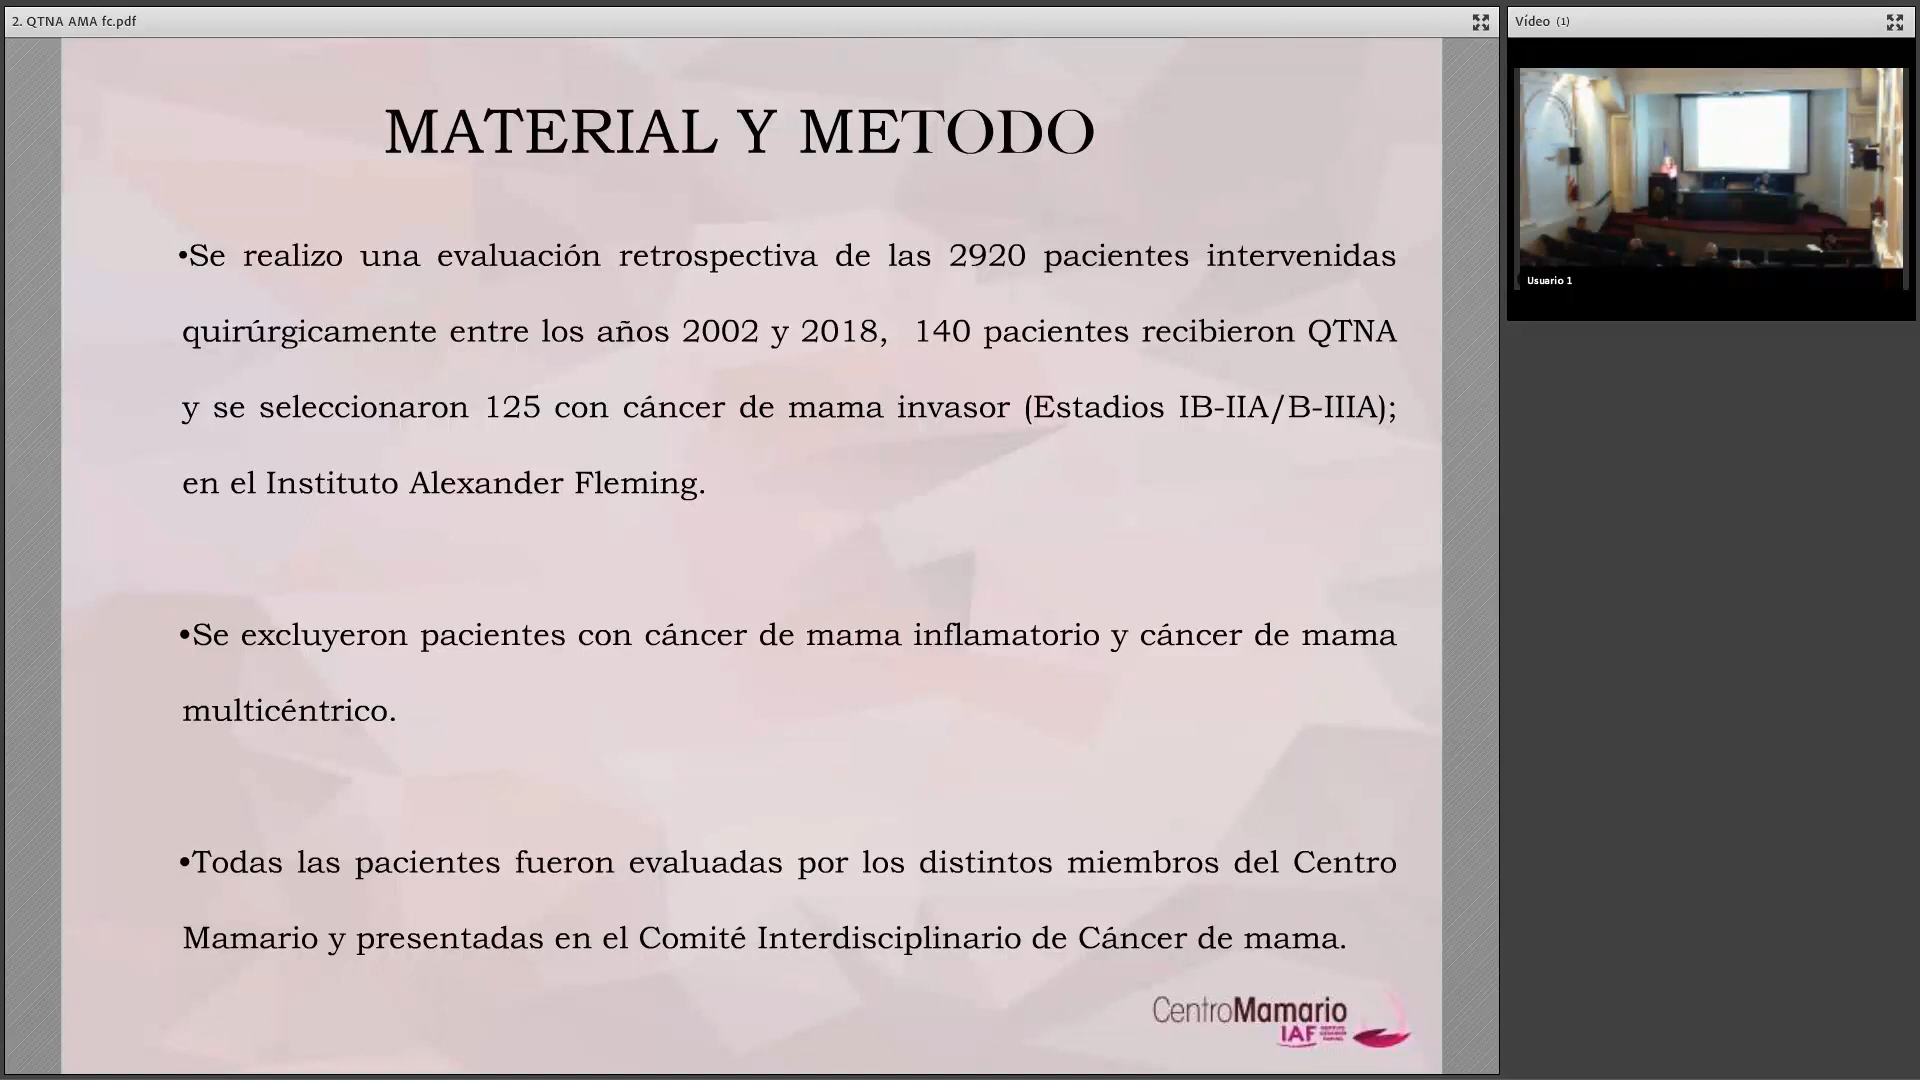 2. QTNA AMA fc.pdf
Vídeo (1)
MATERIAL Y METODO
•Se realizo una evaluación retrospectiva de las 2920 pacientes intervenidas
quirúrgicamente entre los años 2002 y 2018, 140 pacientes recibieron QTNA
y se seleccionaron 125 con cáncer de mama invasor (Estadios IB-IIA/B-IIIA);
en el Instituto Alexander Fleming.
•Se excluyeron pacientes con cáncer de mama inflamatorio y cáncer de mama
multicéntrico.
•Todas las pacientes fueron evaluadas por los distintos miembros del Centro
Mamario y presentadas en el Comité Interdisciplinario de Cáncer de mama.
CentroMamario
IAF
Usuario 1